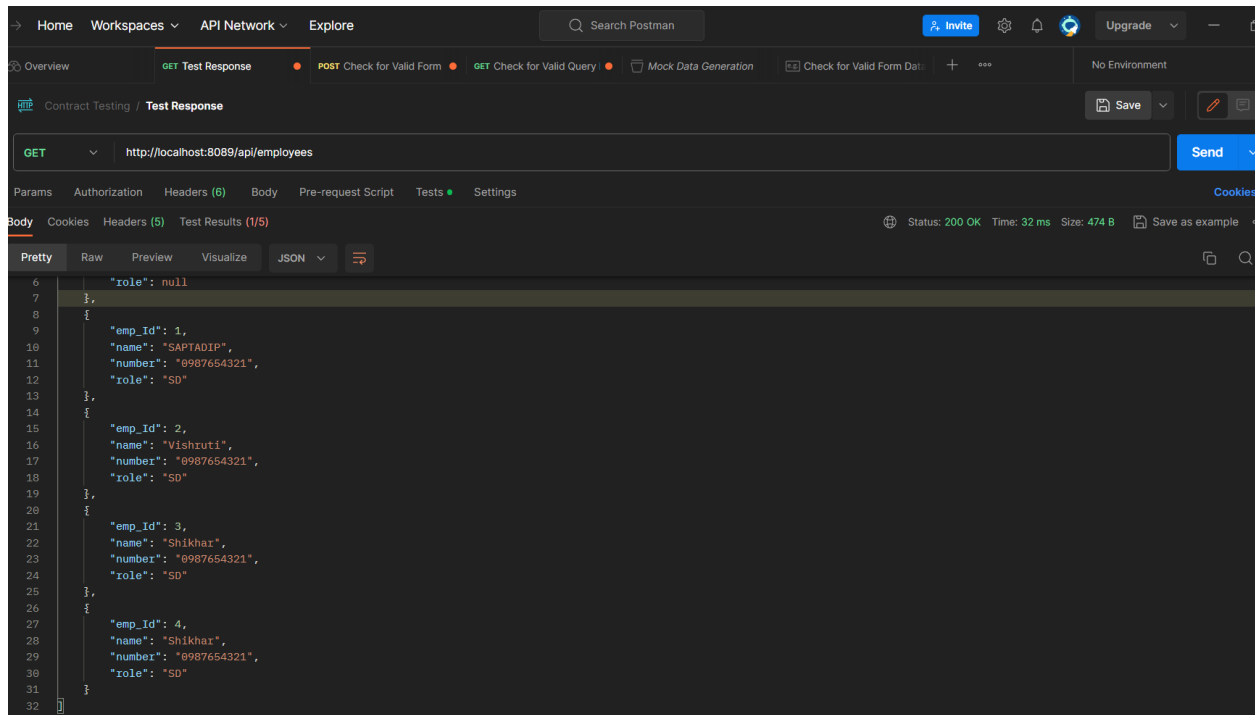 Home Workspaces API Network Explore Search Postman Invite Upgrade
Overview GET Test Response POST Check for Valid Form GET Check for Valid Query Mock Data Generation e.g. Check for Valid Form Data No Environment
HTTP Contract Testing / Test Response Save
GET http://localhost:8089/api/employees Send
Params Authorization Headers (6) Body Pre-request Script Tests Settings Cookies
Body Cookies Headers (5) Test Results (1/5) Status: 200 OK Time: 32 ms Size: 474 B Save as example
Pretty Raw Preview Visualize JSON
6 "role": null
7 },
8 {
9 "emp_Id": 1,
10 "name": "SAPTADIP",
11 "number": "0987654321",
12 "role": "SD"
13 },
14 {
15 "emp_Id": 2,
16 "name": "Vishruti",
17 "number": "0987654321",
18 "role": "SD"
19 },
20 {
21 "emp_Id": 3,
22 "name": "Shikhar",
23 "number": "0987654321",
24 "role": "SD"
25 },
26 {
27 "emp_Id": 4,
28 "name": "Shikhar",
29 "number": "0987654321",
30 "role": "SD"
31 }
32 ]